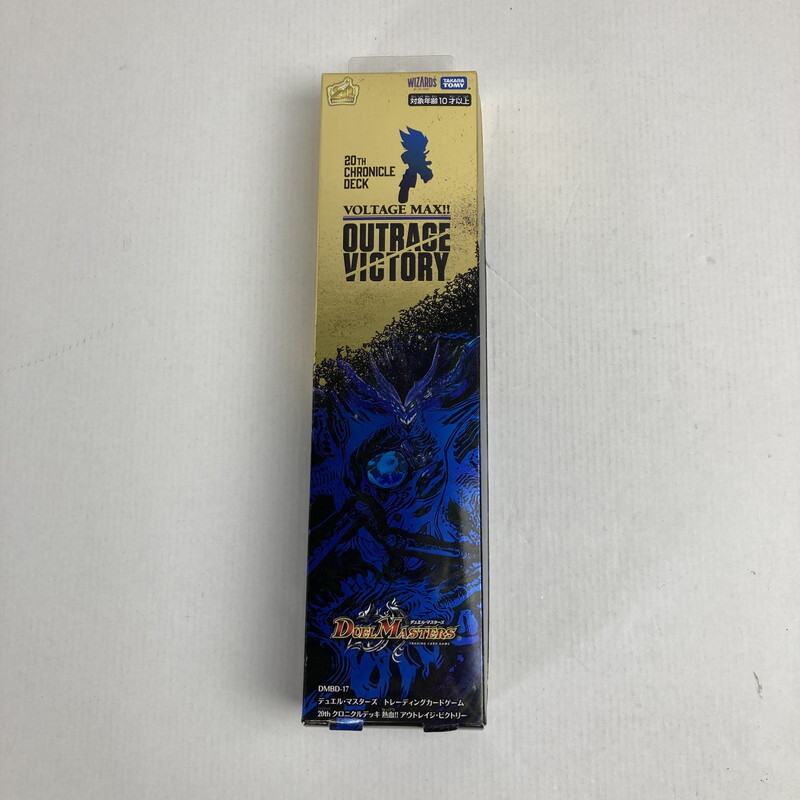 WIZARDS
TAKARA TOMY
対象年齢10才以上
20TH
CHRONICLE
DECK
VOLTAGE MAX!!
OUTRAGE
VICTORY
デュエル・マスターズ
DUEL MASTERS
TRADING CARD GAME
DMBD-17
デュエル・マスターズ トレーディングカードゲーム
20th クロニクルデッキ 熱血!! アウトレイジ・ビクトリー